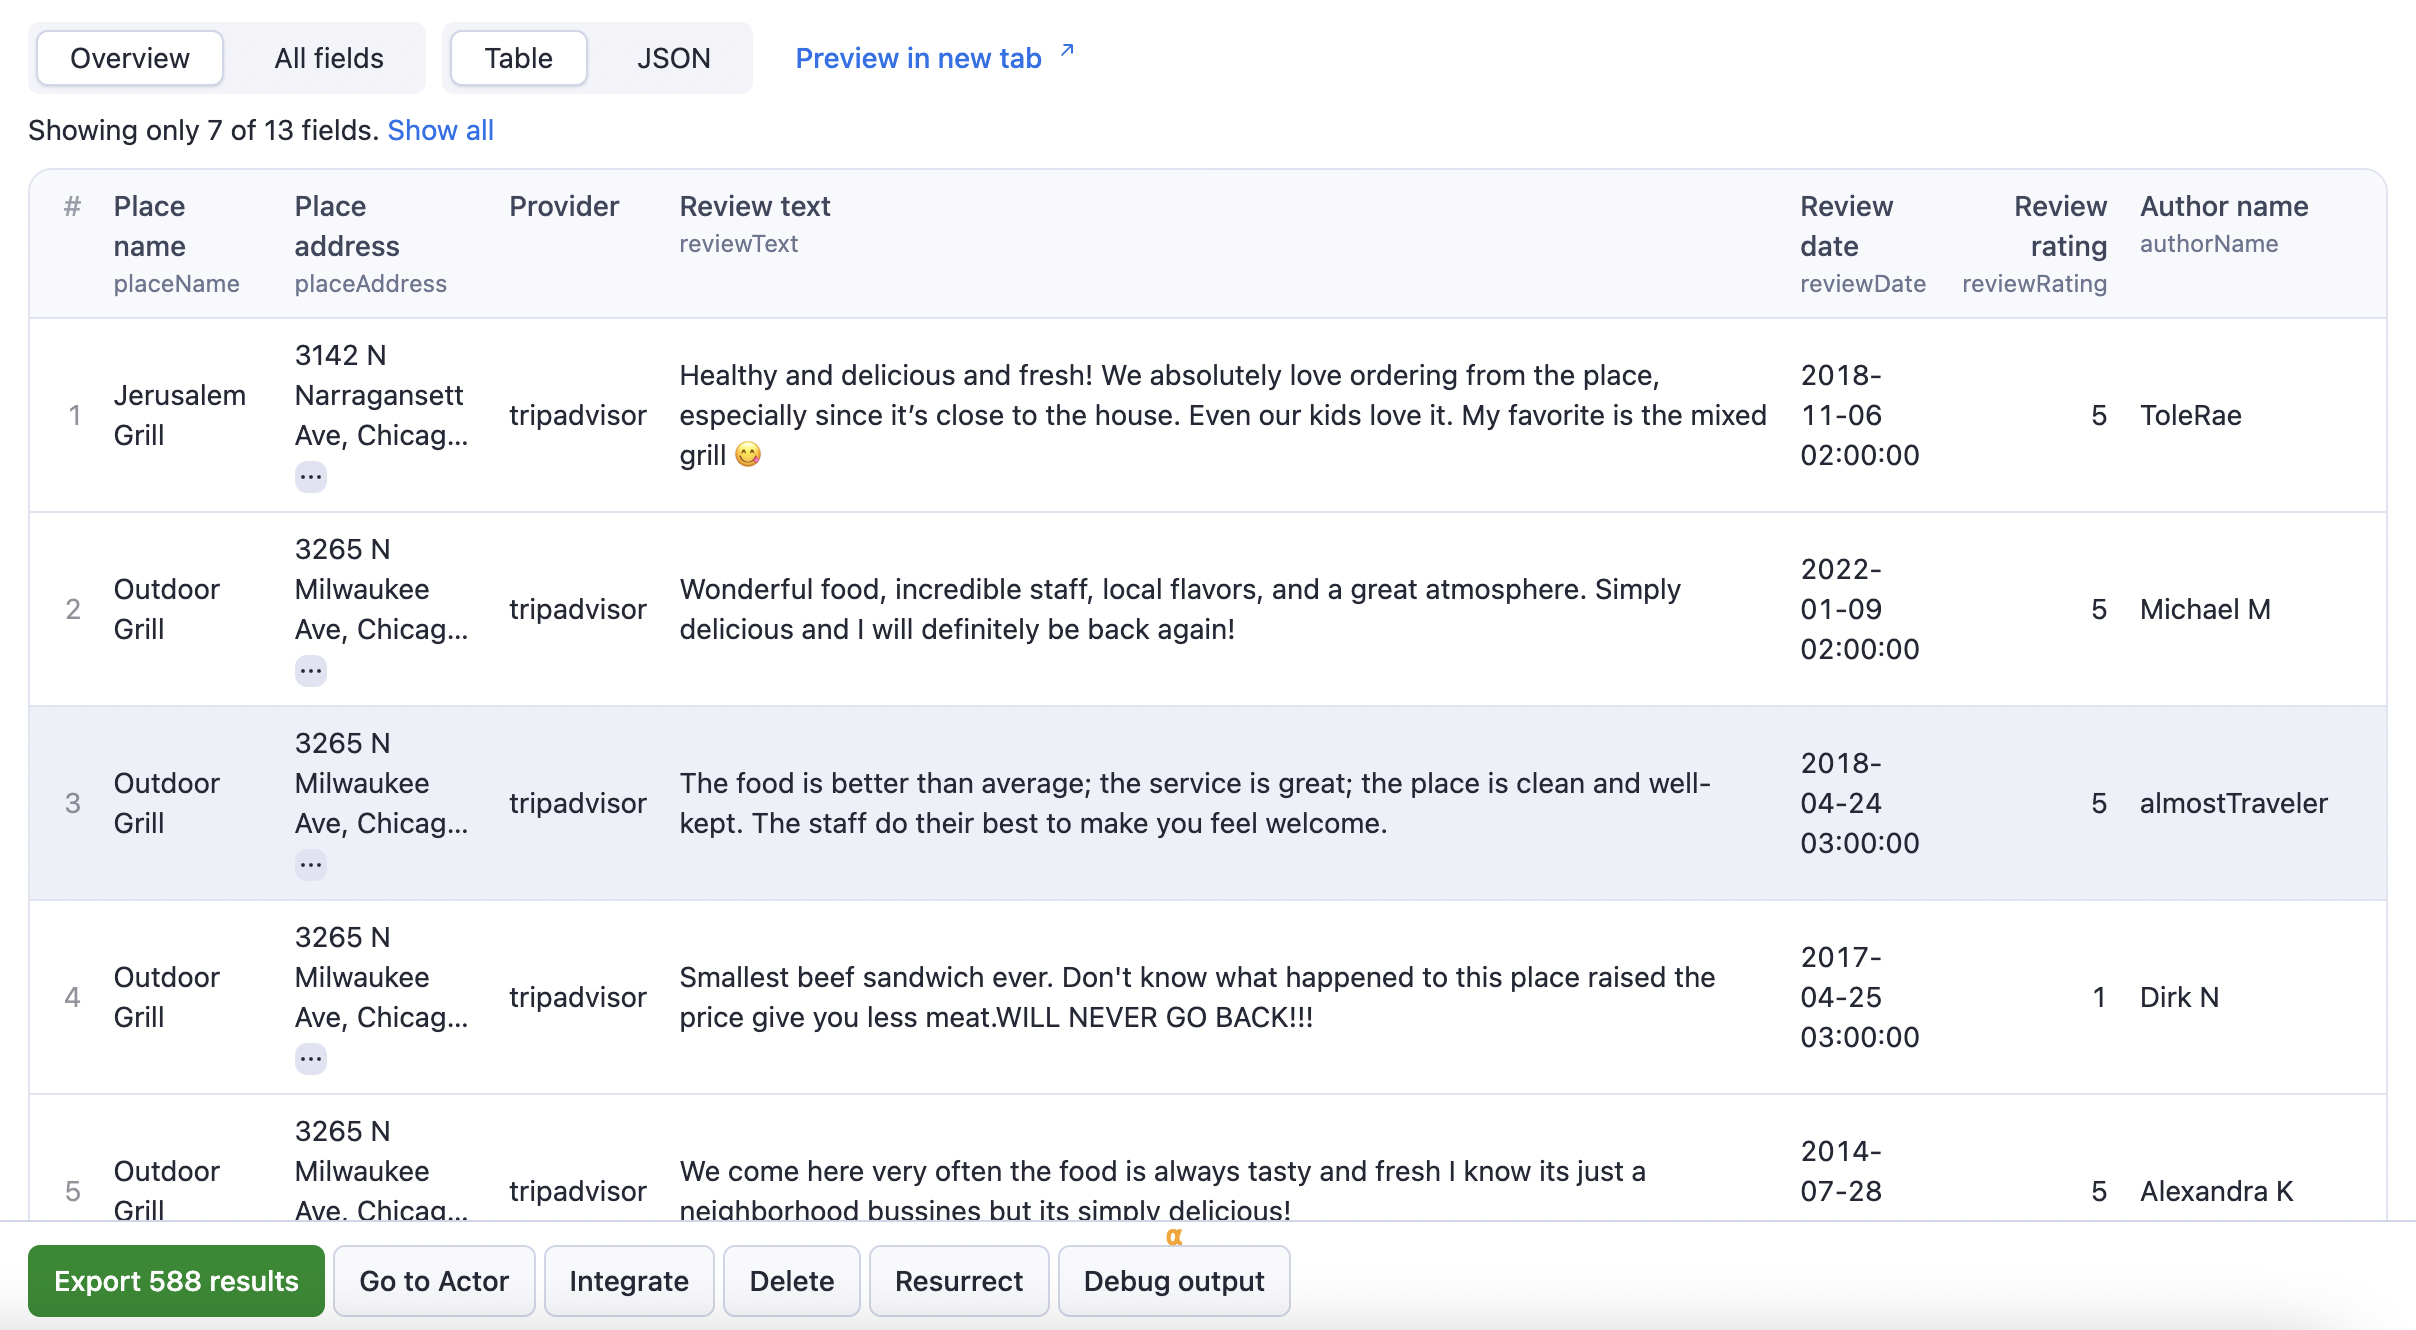 Overview All fields Table JSON Preview in new tab ↗
Showing only 7 of 13 fields. Show all
# Place name placeName
Place address placeAddress
Provider
Review text reviewText
Review date reviewDate
Review rating reviewRating
Author name authorName
1
Jerusalem
Grill
3142 N
Narragansett
Ave, Chicag...
...
tripadvisor
Healthy and delicious and fresh! We absolutely love ordering from the place,
especially since it’s close to the house. Even our kids love it. My favorite is the mixed
grill 😋
2018-
11-06
02:00:00
5
ToleRae
2
Outdoor
Grill
3265 N
Milwaukee
Ave, Chicag...
...
tripadvisor
Wonderful food, incredible staff, local flavors, and a great atmosphere. Simply
delicious and I will definitely be back again!
2022-
01-09
02:00:00
5
Michael M
3
Outdoor
Grill
3265 N
Milwaukee
Ave, Chicag...
...
tripadvisor
The food is better than average; the service is great; the place is clean and well-
kept. The staff do their best to make you feel welcome.
2018-
04-24
03:00:00
5
almostTraveler
4
Outdoor
Grill
3265 N
Milwaukee
Ave, Chicag...
...
tripadvisor
Smallest beef sandwich ever. Don't know what happened to this place raised the
price give you less meat.WILL NEVER GO BACK!!!
2017-
04-25
03:00:00
1
Dirk N
5
Outdoor
Grill
3265 N
Milwaukee
Ave, Chicag...
tripadvisor
We come here very often the food is always tasty and fresh I know its just a
neighborhood bussines but its simply delicious!
2014-
07-28
5
Alexandra K
α
Export 588 results Go to Actor Integrate Delete Resurrect Debug output